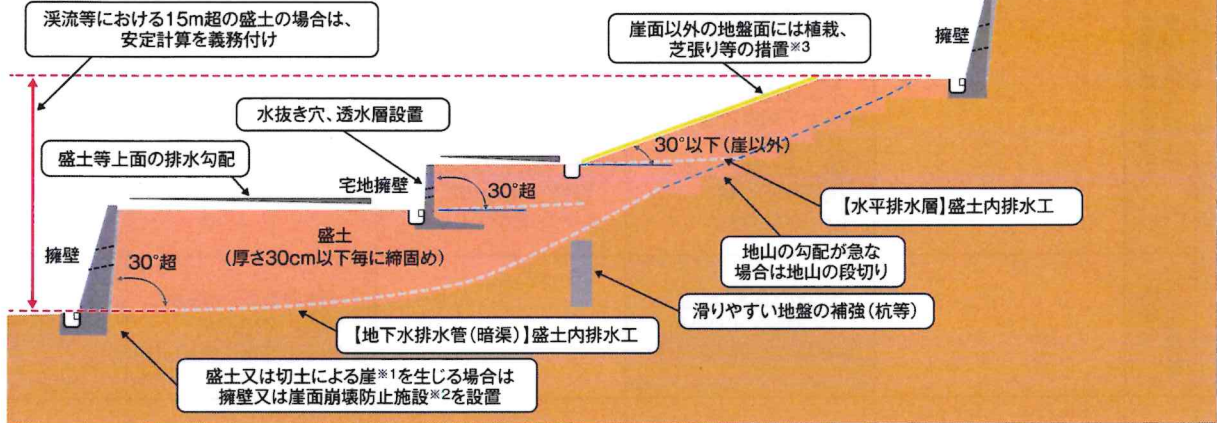 渓流等における15m超の盛土の場合は、
安定計算を義務付け
崖面以外の地盤面には植栽、
芝張り等の措置※3
擁壁
水抜き穴、透水層設置
盛土等上面の排水勾配
宅地擁壁
30°超
30°以下(崖以外)
【水平排水層】盛土内排水工
擁壁
30°超
盛土
(厚さ30cm以下毎に締固め)
地山の勾配が急な
場合は地山の段切り
滑りやすい地盤の補強(杭等)
【地下水排水管(暗渠)】盛土内排水工
盛土又は切土による崖※1を生じる場合は
擁壁又は崖面崩壊防止施設※2を設置